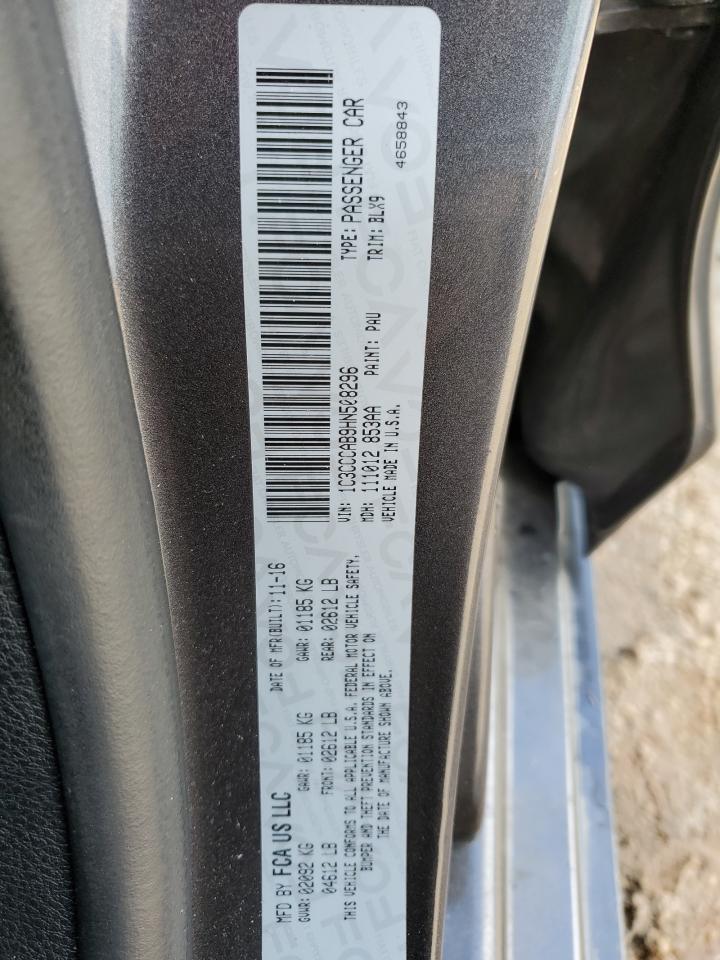 MFD BY FCA US LLC
DATE OF MFR(BUILT): 11-16
GVWR: 02092 KG
GAWR: 01185 KG
GAWR: 01185 KG
04612 LB
FRONT: 02612 LB
REAR: 02612 LB
THIS VEHICLE CONFORMS TO ALL APPLICABLE U.S.A. FEDERAL MOTOR VEHICLE SAFETY,
BUMPER AND THEFT PREVENTION STANDARDS IN EFFECT ON
THE DATE OF MANUFACTURE SHOWN ABOVE.
VIN: 1C3CCCAB9HN508296
TYPE: PASSENGER CAR
MDH: 111012 853AA
PAINT: PAU
TRIM: BLX9
VEHICLE MADE IN U.S.A.
4658843